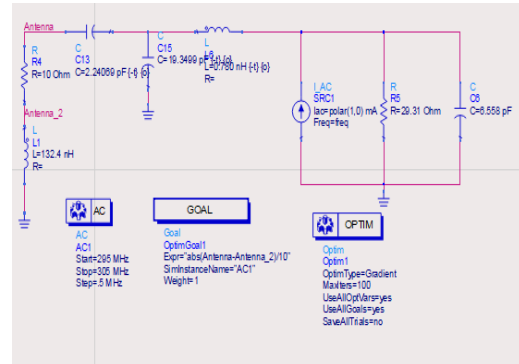 Antenna
R
R4
R=10 Ohm
Antenna_2
L
L1
L=132.4 nH
R=
C
C13
C=2.24069 pF {-t} {o}
C
C15
C=19.3499 pF {-t} {o}
L
L=0.780 nH {-t} {o}
R=
I_AC
SRC1
Iac=polar(1,0) mA
Freq=freq
R
R5
R=29.31 Ohm
C
C=6.558 pF
AC
AC
AC1
Start=295 MHz
Stop=305 MHz
Step=.5 MHz
GOAL
Goal
OptimGoal1
Expr="abs(Antenna-Antenna_2)/10"
SimInstanceName="AC1"
Weight=1
OPTIM
Optim
Optim1
OptimType=Gradient
MaxIters=100
UseAllOptVars=yes
UseAllGoals=yes
SaveAllTrials=no